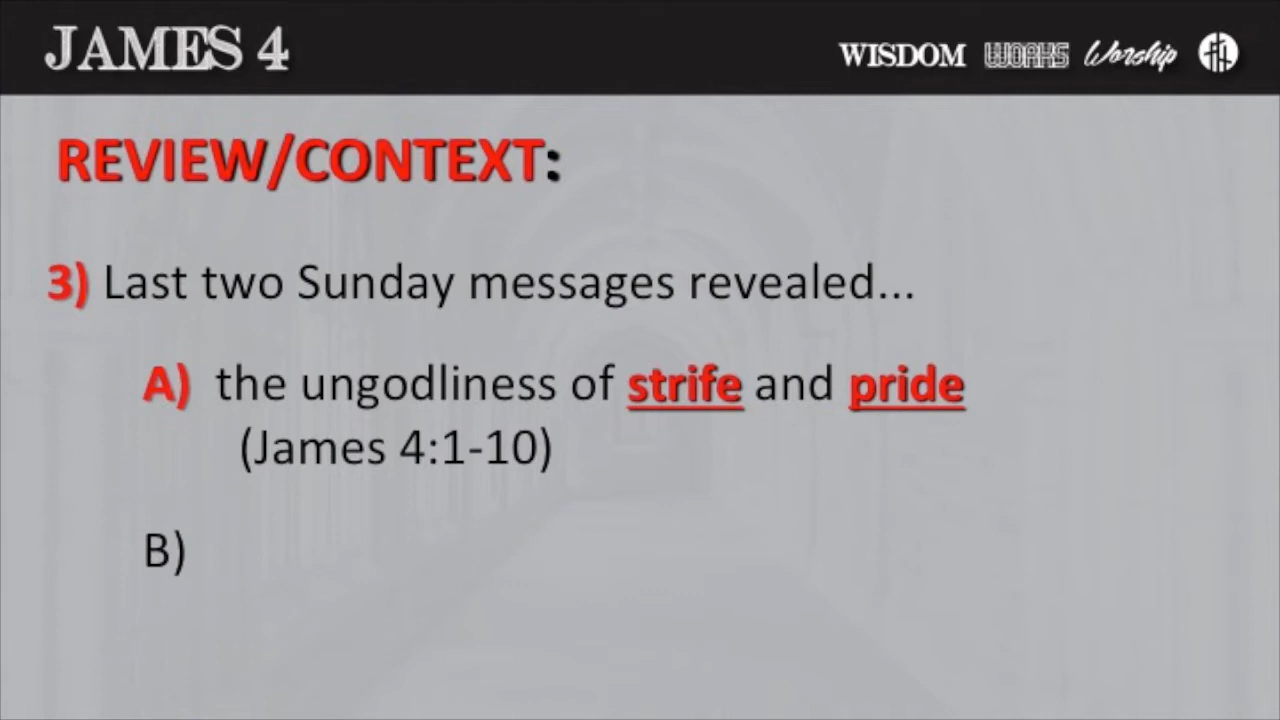 JAMES 4
WISDOM WORKS Worship
REVIEW/CONTEXT:
3) Last two Sunday messages revealed...
A) the ungodliness of strife and pride
(James 4:1-10)
B)